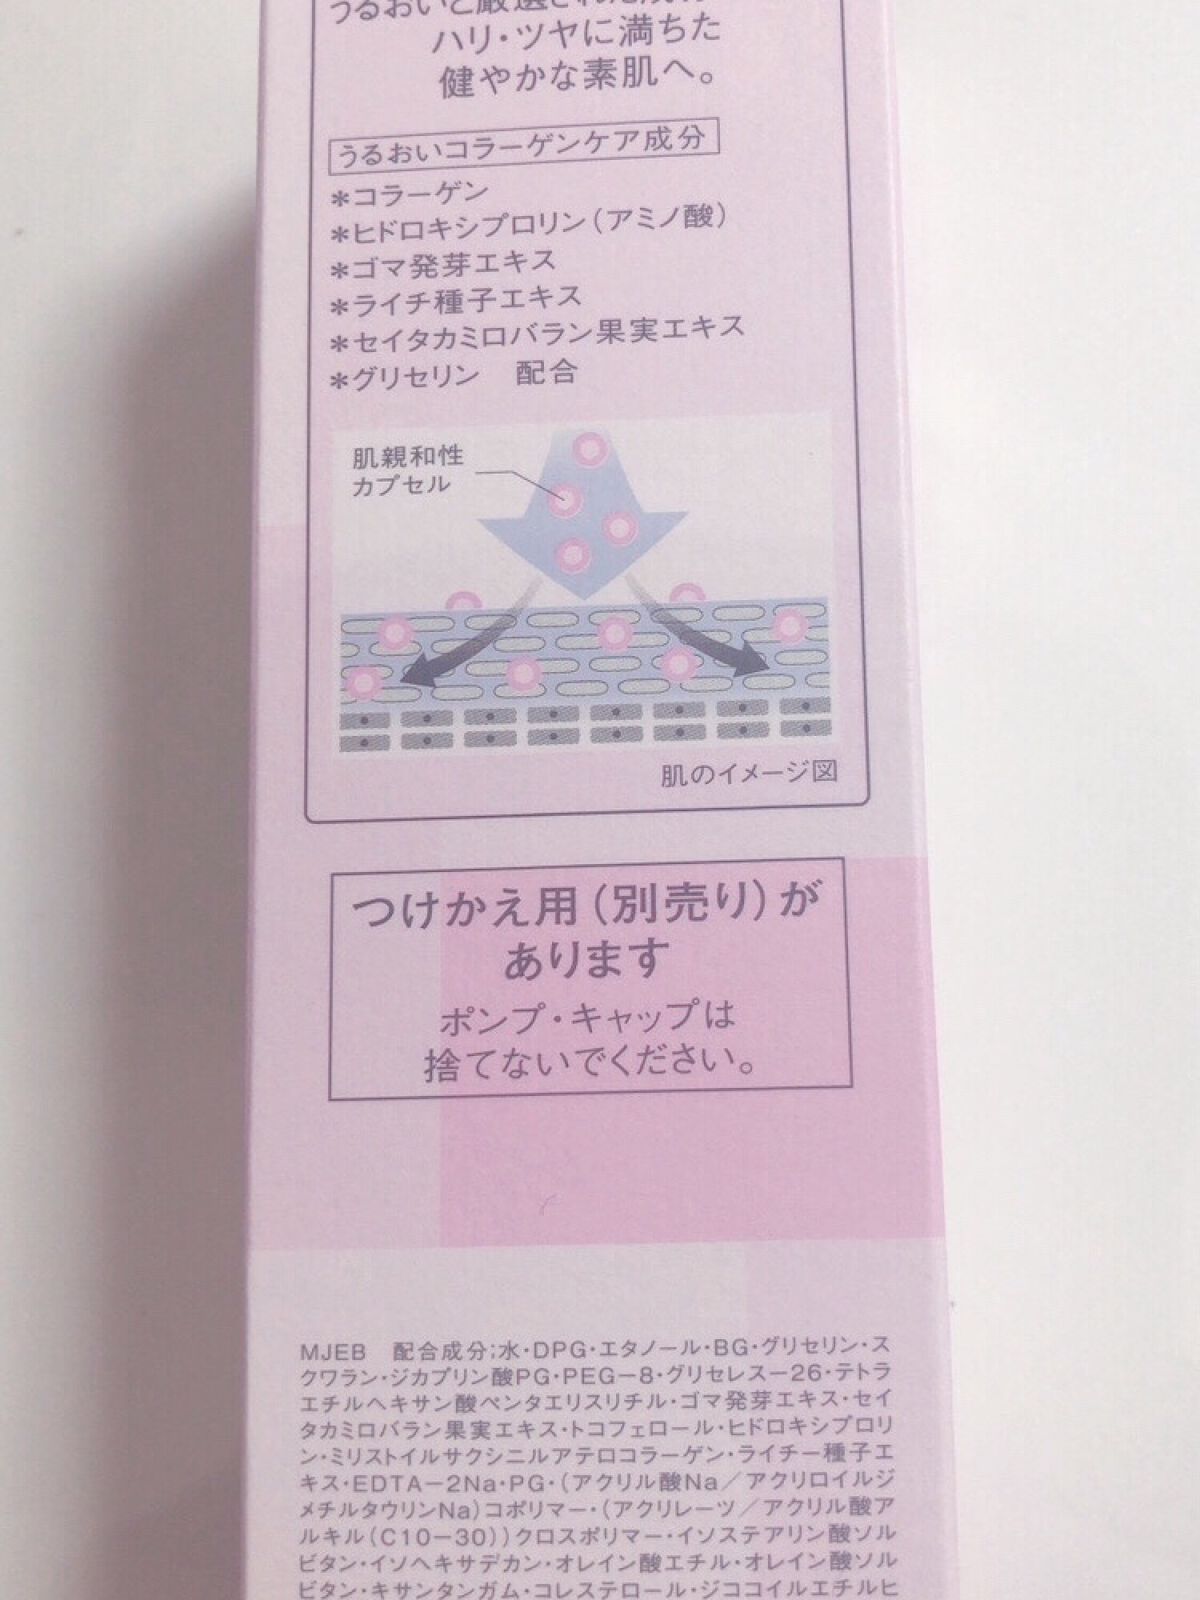 うるおいと厳選された
ハリ・ツヤに満ちた
健やかな素肌へ。
うるおいコラーゲンケア成分
*コラーゲン
*ヒドロキシプロリン(アミノ酸)
*ゴマ発芽エキス
*ライチ種子エキス
*セイタカミロバラン果実エキス
*グリセリン 配合
肌親和性
カプセル
肌のイメージ図
つけかえ用(別売り)が
あります
ポンプ・キャップは
捨てないでください。
MJEB 配合成分;水・DPG・エタノール・BG・グリセリン・ス
クワラン・ジカプリン酸PG・PEG-8・グリセレス-26・テトラ
エチルヘキサン酸ペンタエリスリチル・ゴマ発芽エキス・セイ
タカミロバラン果実エキス・トコフェロール・ヒドロキシプロリ
ン・ミリストイルサクシニルアテロコラーゲン・ライチー種子エ
キス・EDTA-2Na・PG・(アクリル酸Na/アクリロイルジ
メチルタウリンNa)コポリマー・(アクリレーツ/アクリル酸ア
ルキル(C10-30))クロスポリマー・イソステアリン酸ソル
ビタン・イソヘキサデカン・オレイン酸エチル・オレイン酸ソル
ビタン・キサンタンガム・コレステロール・ジココイルエチルヒ